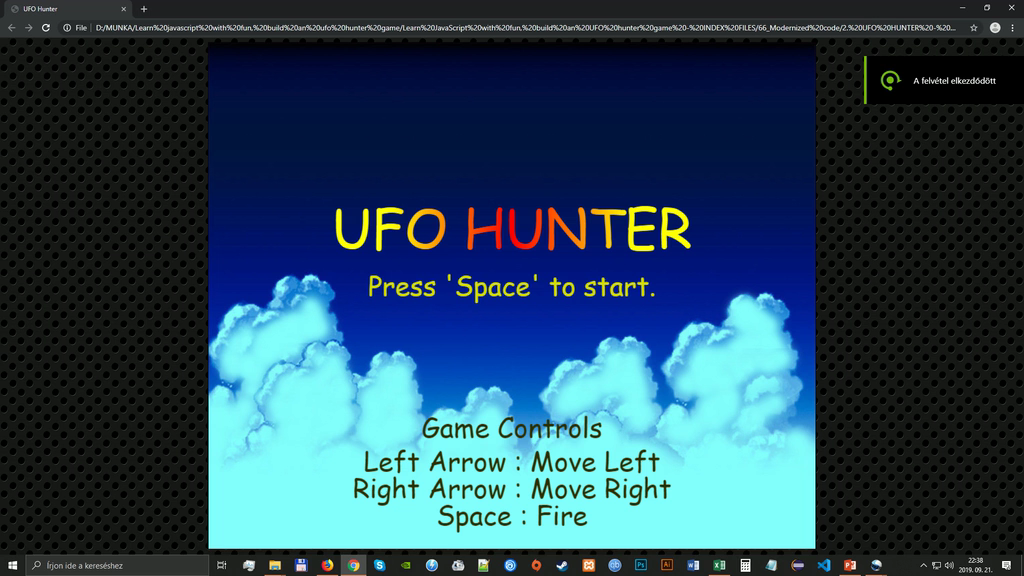 UFO Hunter
File
D:/MUNKA/Learn%20javascript%20with%20fun,%20build%20an%20ufo%20hunter%20game/Learn%20JavaScript%20with%20fun,%20build%20an%20UFO%20hunter%20game%20-%20INDEX%20FILES/66_Modernized%20code/2.%20UFO%20HUNTER%20-%20...
A felvétel elkezdődött
UFO HUNTER
Press 'Space' to start.
Game Controls
Left Arrow : Move Left
Right Arrow : Move Right
Space : Fire
Írjon ide a kereséshez
22:38
2019. 09. 21.